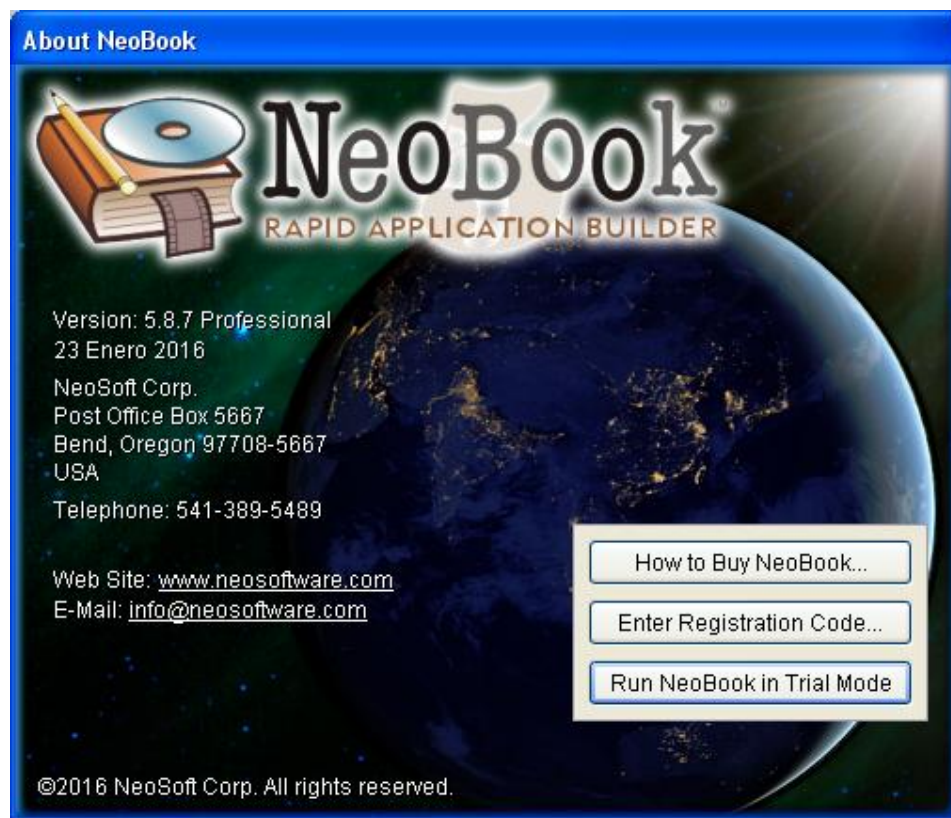 About NeoBook
NeoBook™
RAPID APPLICATION BUILDER
Version: 5.8.7 Professional
23 Enero 2016
NeoSoft Corp.
Post Office Box 5667
Bend, Oregon 97708-5667
USA
Telephone: 541-389-5489
Web Site: www.neosoftware.com
E-Mail: info@neosoftware.com
How to Buy NeoBook...
Enter Registration Code...
Run NeoBook in Trial Mode
©2016 NeoSoft Corp. All rights reserved.